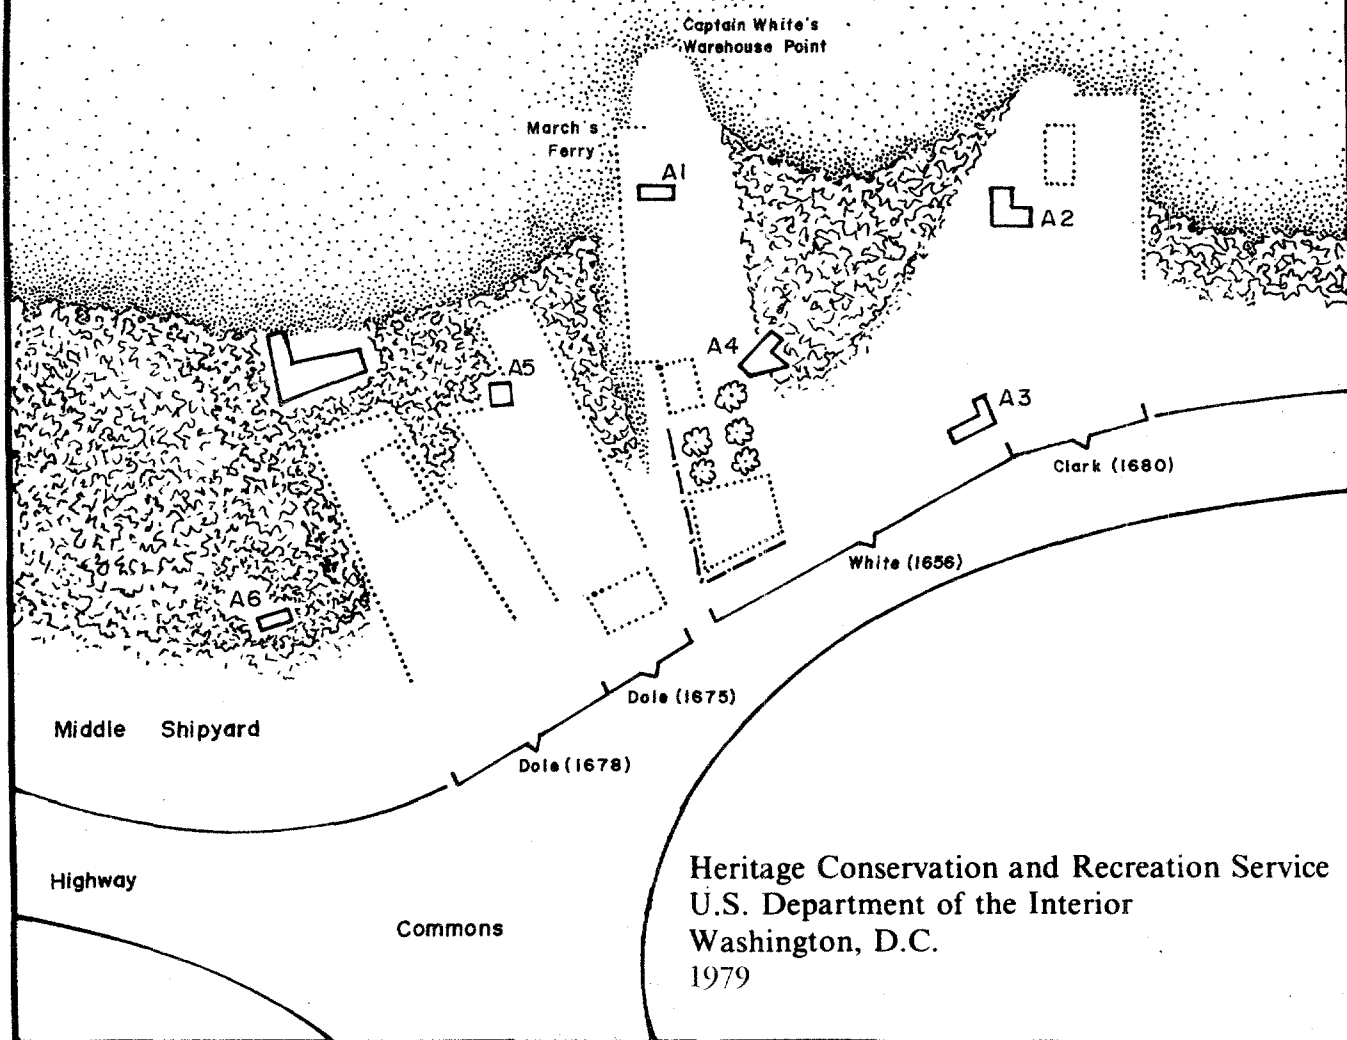 Captain White's
Warehouse Point
March's
Ferry
A1
A2
A4
A5
A3
Clark (1680)
White (1656)
A6
Dole (1675)
Middle Shipyard
Dole (1678)
Highway
Commons
Heritage Conservation and Recreation Service
U.S. Department of the Interior
Washington, D.C.
1979